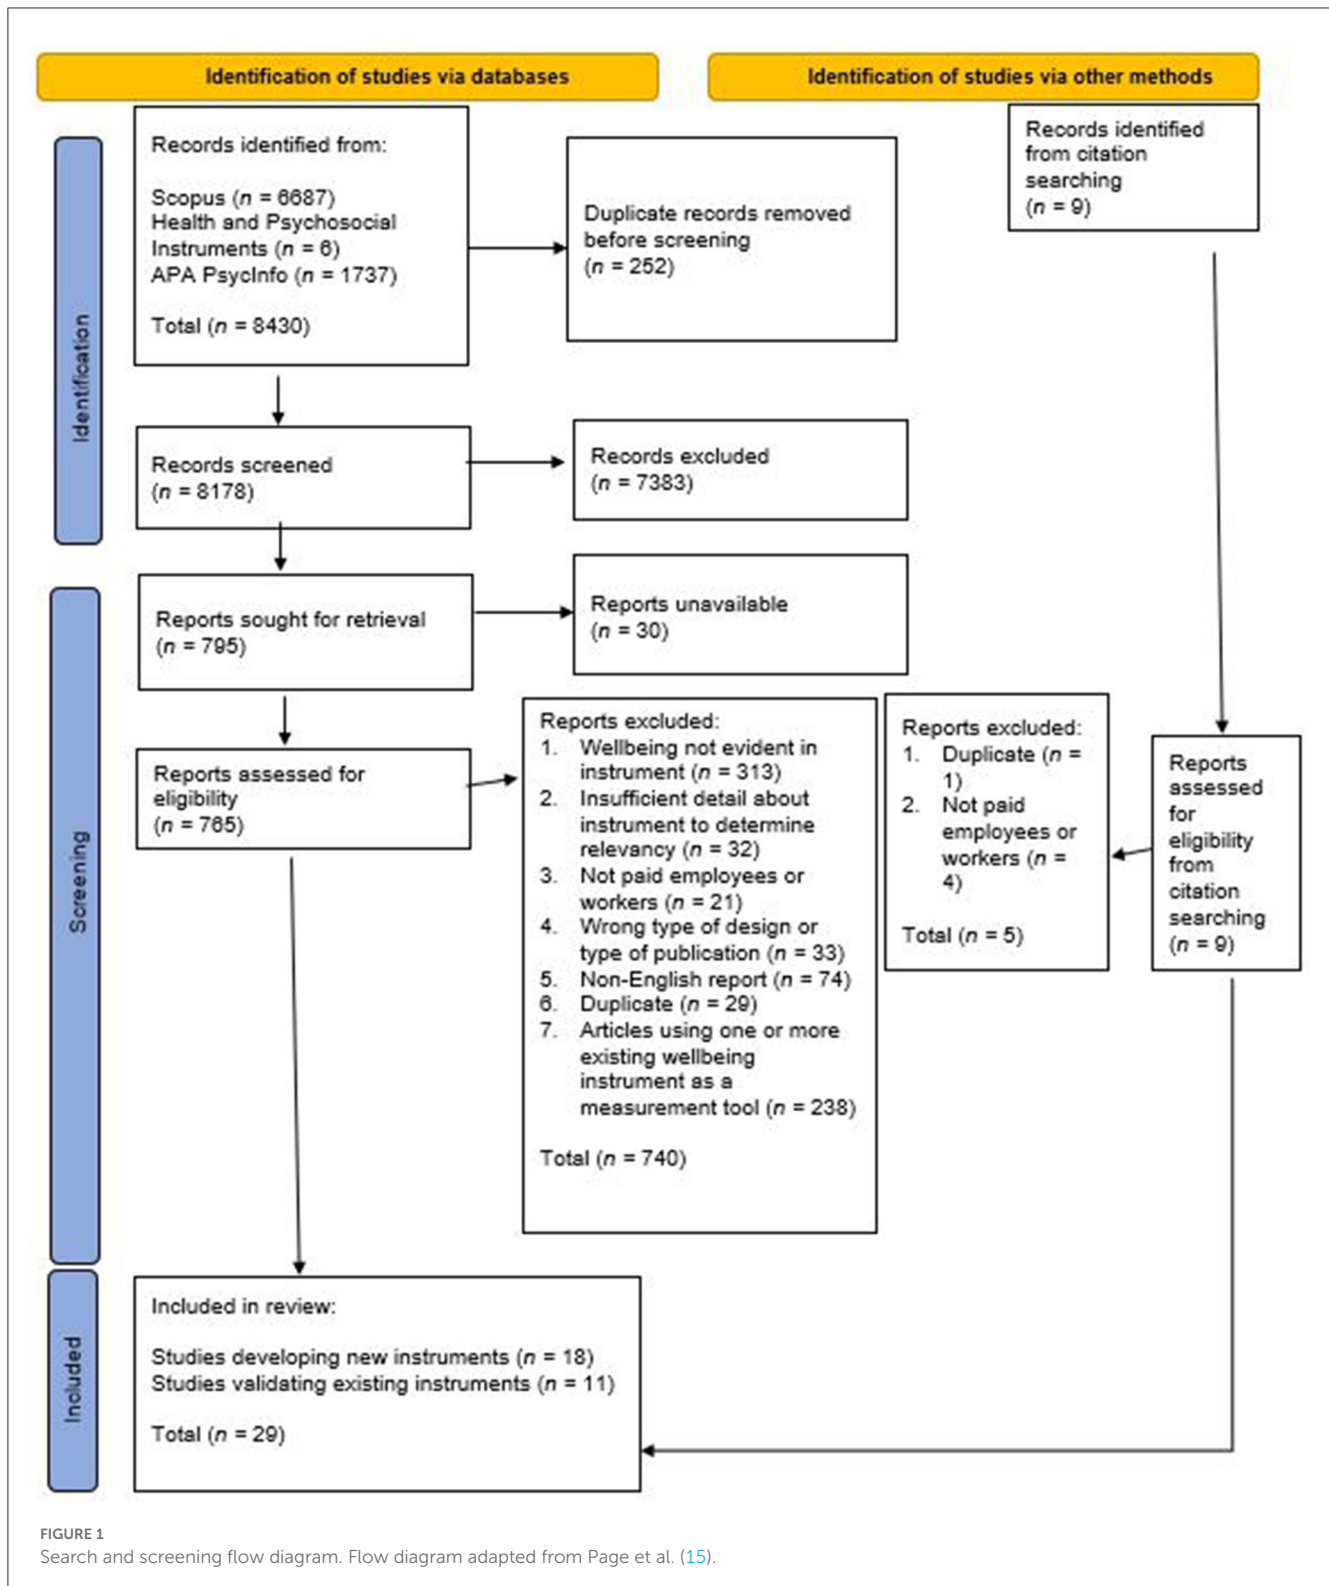 Identification of studies via databases
Identification of studies via other methods
Identification
Records identified from:
Scopus (n = 6687)
Health and Psychosocial
Instruments (n = 6)
APA PsycInfo (n = 1737)
Total (n = 8430)
Duplicate records removed
before screening
(n = 252)
Records identified
from citation
searching
(n = 9)
Records screened
(n = 8178)
Records excluded
(n = 7383)
Screening
Reports sought for retrieval
(n = 795)
Reports unavailable
(n = 30)
Reports assessed for
eligibility
(n = 765)
Reports excluded:
1. Wellbeing not evident in
instrument (n = 313)
2. Insufficient detail about
instrument to determine
relevancy (n = 32)
3. Not paid employees or
workers (n = 21)
4. Wrong type of design or
type of publication (n = 33)
5. Non-English report (n = 74)
6. Duplicate (n = 29)
7. Articles using one or more
existing wellbeing
instrument as a
measurement tool (n = 238)
Total (n = 740)
Reports excluded:
1. Duplicate (n =
1)
2. Not paid
employees or
workers (n =
4)
Total (n = 5)
Reports
assessed
for
eligibility
from
citation
searching
(n = 9)
Included
Included in review:
Studies developing new instruments (n = 18)
Studies validating existing instruments (n = 11)
Total (n = 29)
FIGURE 1
Search and screening flow diagram. Flow diagram adapted from Page et al. (15).